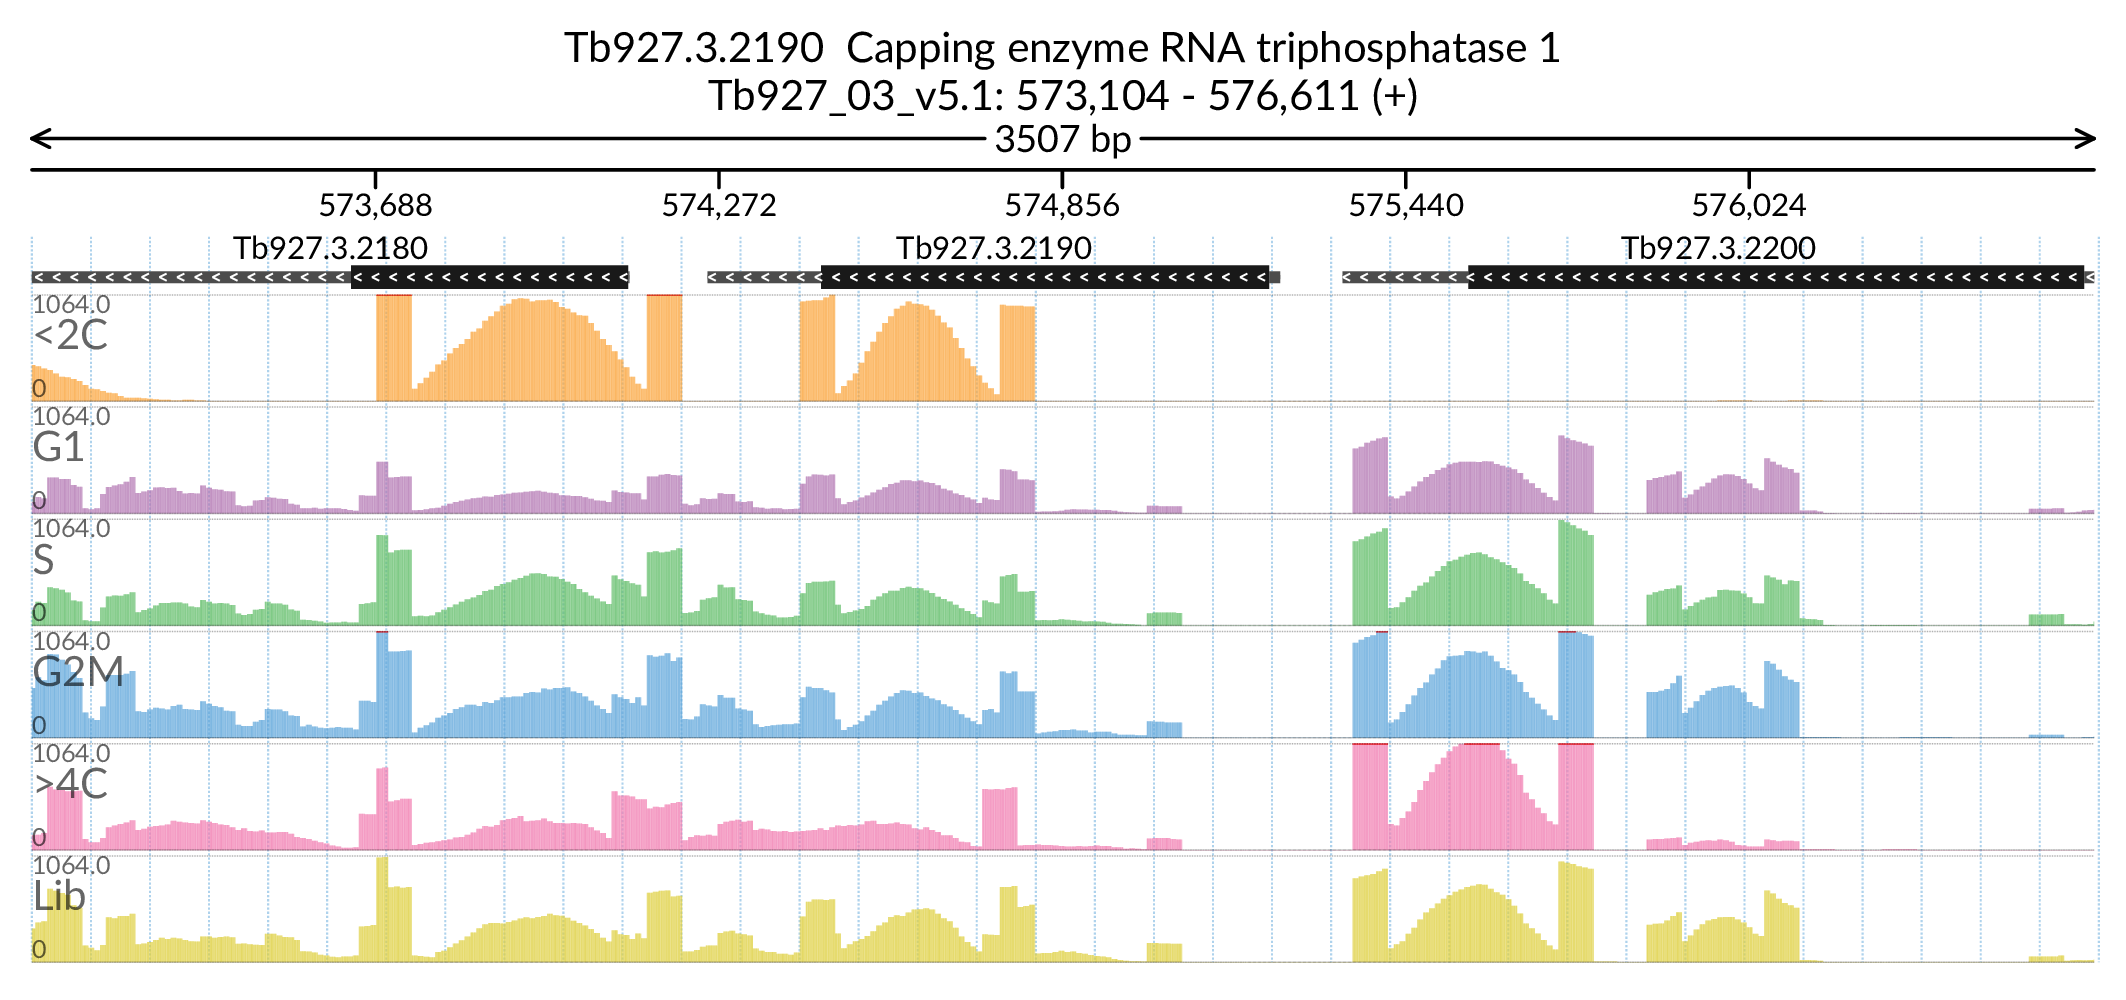 Tb927.3.2190 Capping enzyme RNA triphosphatase 1
Tb927_03_v5.1: 573,104 - 576,611 (+)
3507 bp
573,688 574,272 574,856 575,440 576,024
Tb927.3.2180 Tb927.3.2190 Tb927.3.2200
1064.0
<2C
0
1064.0
G1
0
1064.0
S
0
1064.0
G2M
0
1064.0
>4C
0
1064.0
Lib
0